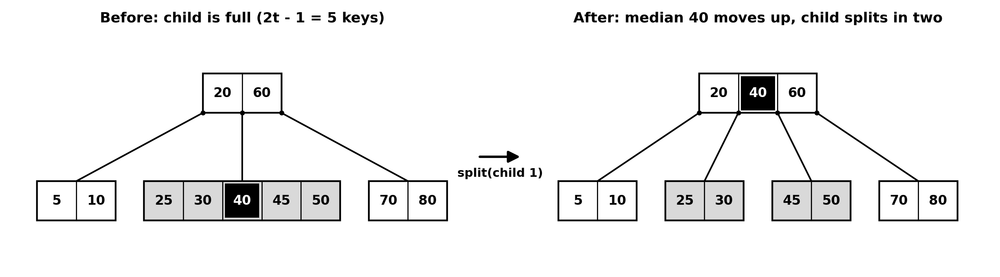 Before: child is full (2t - 1 = 5 keys)
20 60
5 10 25 30 40 45 50 70 80
split(child 1)
After: median 40 moves up, child splits in two
20 40 60
5 10 25 30 45 50 70 80